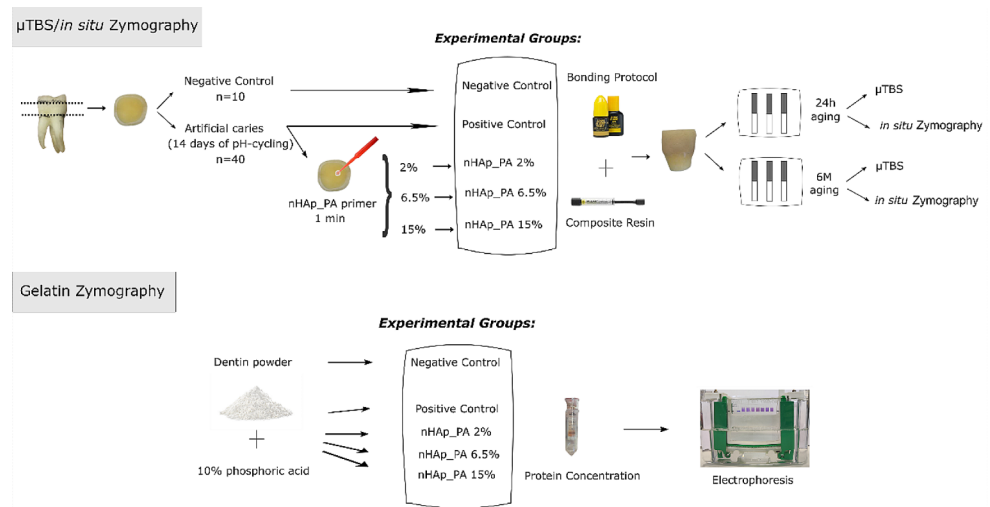 μTBS/in situ Zymography
Experimental Groups:
Negative Control
n=10
Artificial caries
(14 days of pH-cycling)
n=40
nHAp_PA primer
1 min
2%
6.5%
15%
Negative Control
Positive Control
nHAp_PA 2%
nHAp_PA 6.5%
nHAp_PA 15%
Bonding Protocol
Composite Resin
24h
aging
μTBS
in situ Zymography
6M
aging
μTBS
in situ Zymography
Gelatin Zymography
Experimental Groups:
Dentin powder
10% phosphoric acid
Negative Control
Positive Control
nHAp_PA 2%
nHAp_PA 6.5%
nHAp_PA 15%
Protein Concentration
Electrophoresis